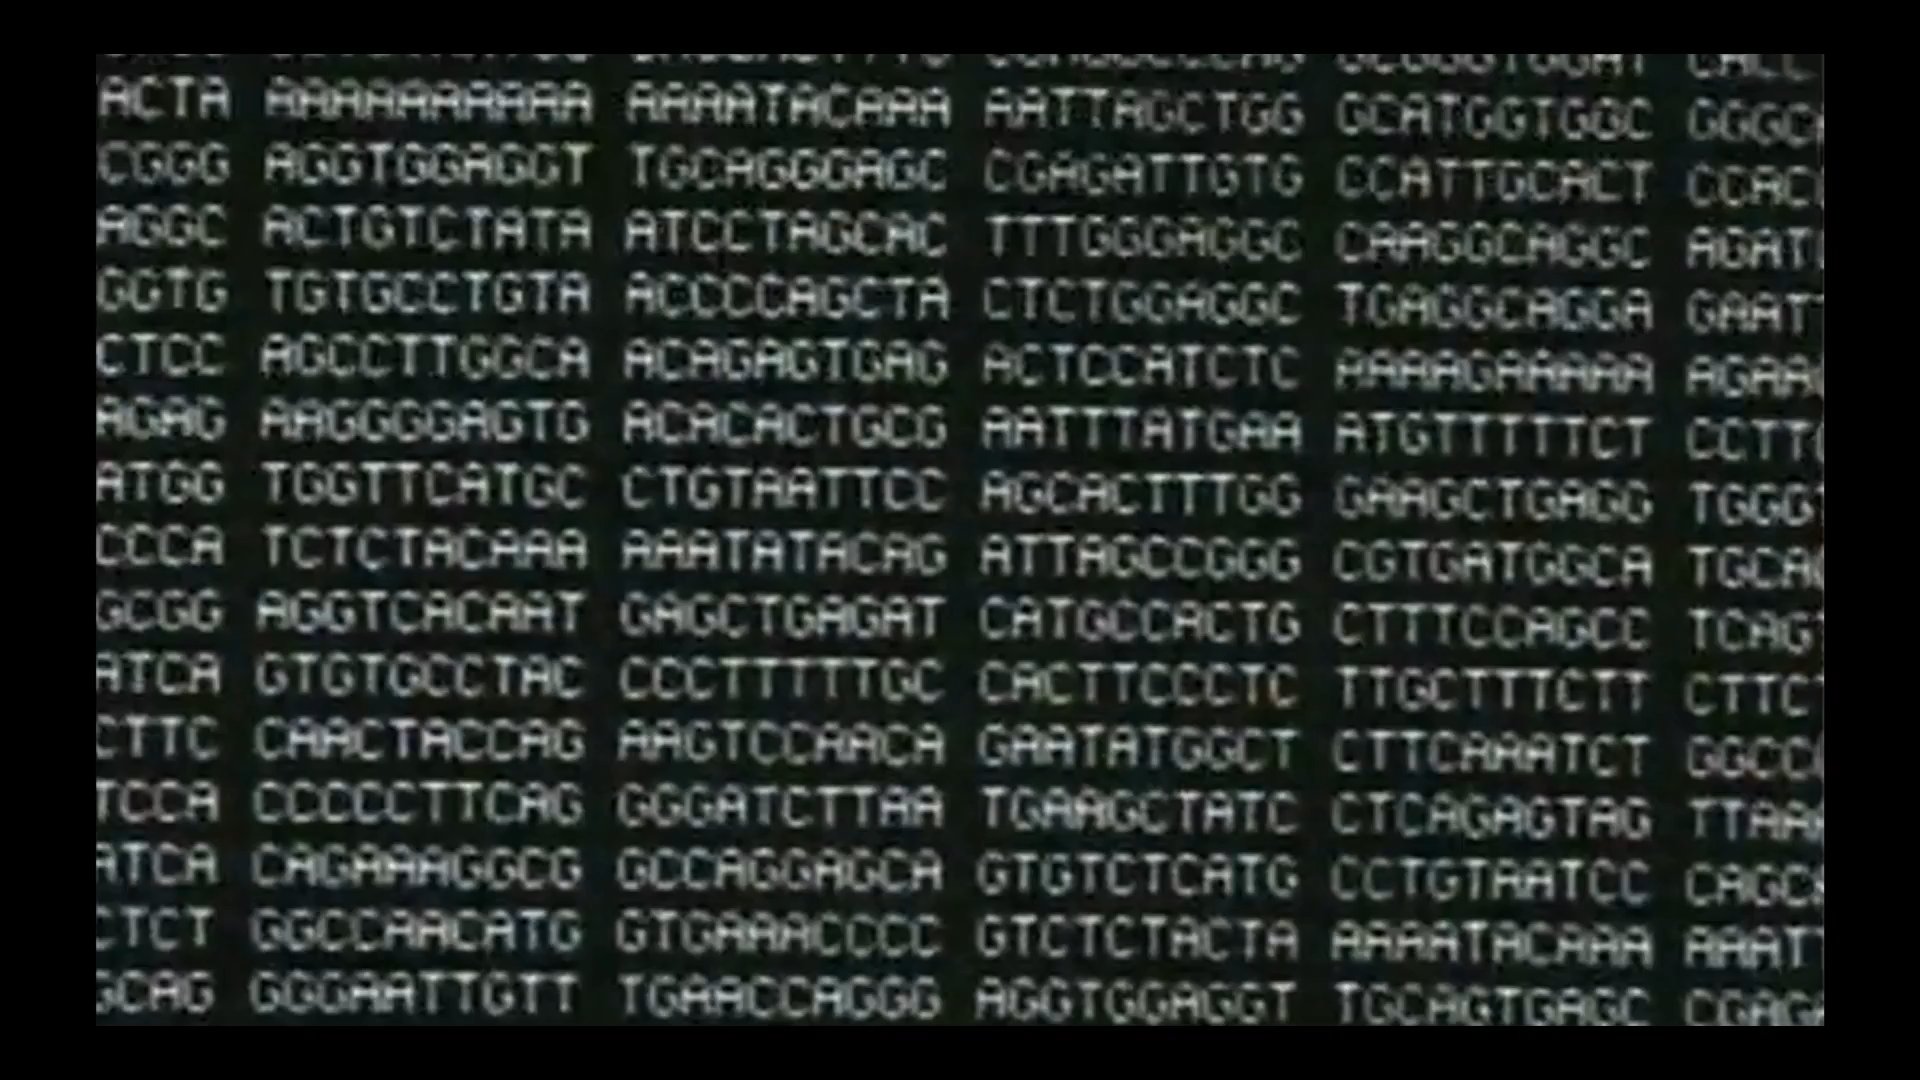 ACTA AAAAAAAAAA AAAATACAAA AATTAGCTGG GCATGGTGGC
CGGG AGGTGGAGGT TGCAGGGAGC CGAGATTGTG CCATTGCACT
AGGC ACTGTCTATA ATCCTAGCAC TTTGGGAGGC CAAGGCAGGC
GGTG TGTGCCTGTA ACCCCAGCTA CTCTGGAGGC TGAGGCAGGA
CTCC AGCCTTGGCA ACAGAGTGAG ACTCCATCTC AAAAGAAAAA
AGAG AAGGGGGAGTG ACACACTGCG AATTTATGAA ATGTTTTTCT
ATGG TGGTTCATGC CTGTAATTCC AGCACTTTGG GAAGCTGAGG
CCCA TCTCTACAAA AAATATACAG ATTAGCCGGG CGTGATGGCA
GCGG AGGTCACAAT GAGCTGAGAT CATGCCACTG CTTTCCAGCC
ATCA GTGTGCCTAC CCCTTTTTGC CACTTCCCTC TTGCTTTCTT
CTTC CAACTACCAG AAGTCCAACA GAATATGGCT CTTCAAATCT
TCCA CCCCCTTCAG GGGATCTTAA TGAAGCTATC CTCAGAGTAG
ATCA CAGAAAGGCG GCCAGGAGCA GTGTCTCATG CCTGTAATCC
CTCT GGCCAACATG GTGAAACCCC GTCTCTACTA AAAATACAAA
GCAG GGGAATTGTT TGAACCAGGG AGGTGGAGGT TGCAGTGAGC